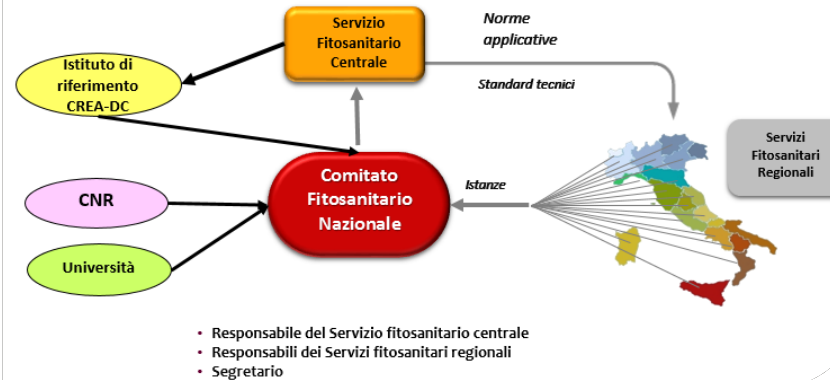 Servizio
Fitosanitario
Centrale
Norme
applicative
Standard tecnici
Istituto di
riferimento
CREA-DC
Servizi
Fitosanitari
Regionali
Comitato
Fitosanitario
Nazionale
Istanze
CNR
Università
• Responsabile del Servizio fitosanitario centrale
• Responsabili dei Servizi fitosanitari regionali
• Segretario